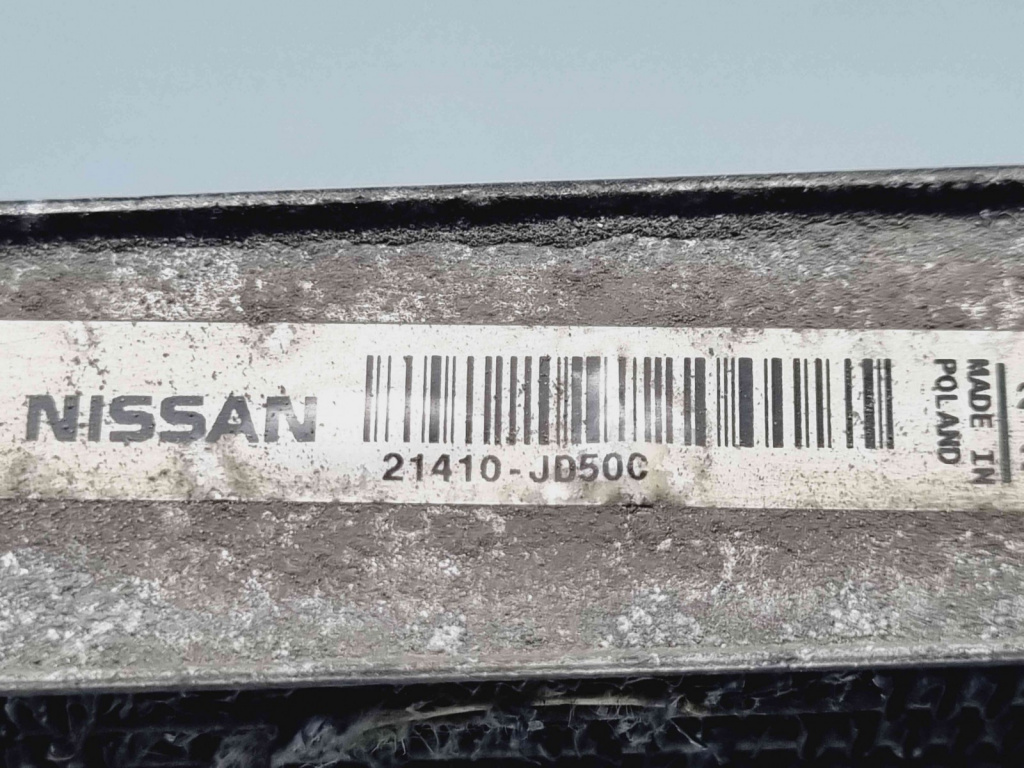 NISSAN
21410-JD50C
MADE IN
POLAND